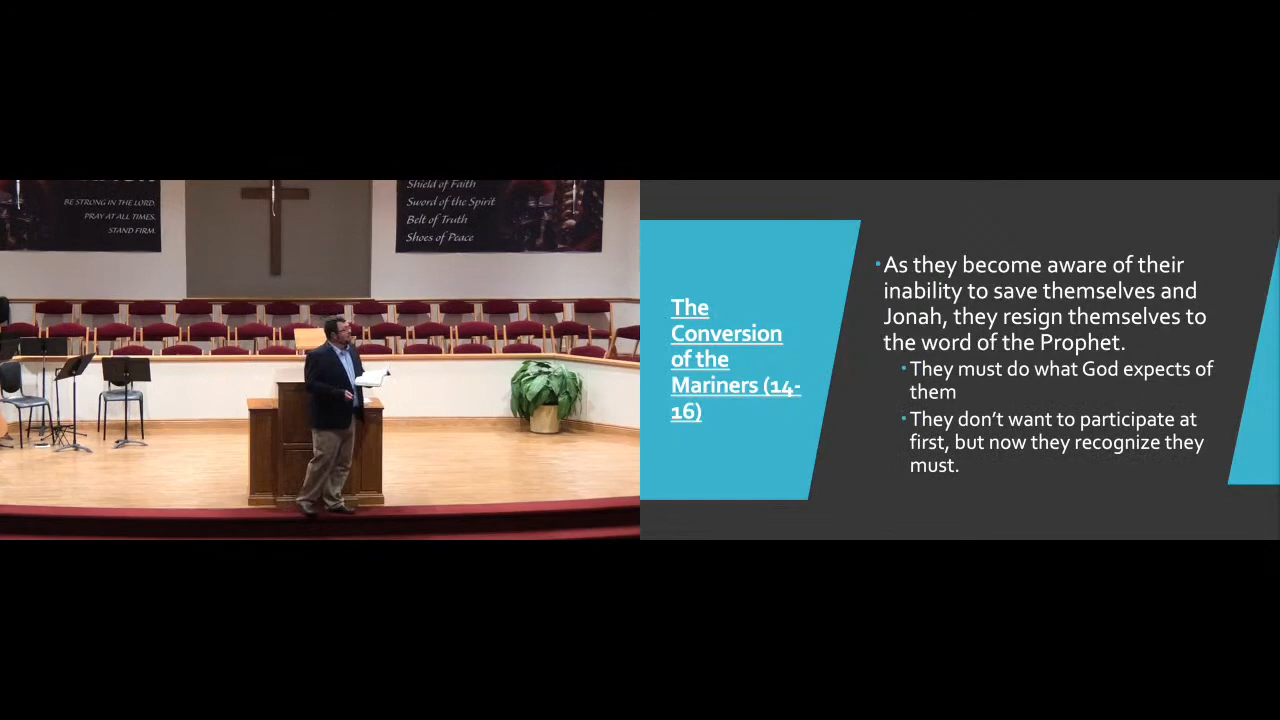 BE STRONG IN THE LORD.
PRAY AT ALL TIMES.
STAND FIRM.
Shield of Faith
Sword of the Spirit
Belt of Truth
Shoes of Peace
The
Conversion
of the
Mariners (14-
16)
•As they become aware of their
inability to save themselves and
Jonah, they resign themselves to
the word of the Prophet.
•They must do what God expects of
them
•They don’t want to participate at
first, but now they recognize they
must.